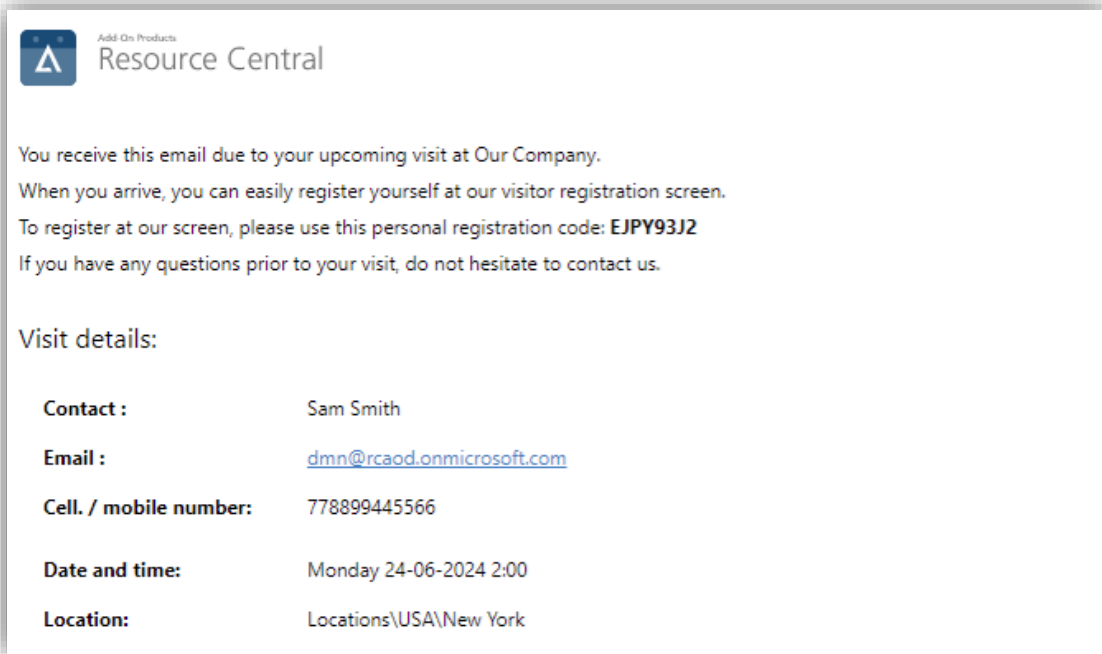 Add-On Products
Resource Central
You receive this email due to your upcoming visit at Our Company.
When you arrive, you can easily register yourself at our visitor registration screen.
To register at our screen, please use this personal registration code: EJPY93J2
If you have any questions prior to your visit, do not hesitate to contact us.
Visit details:
Contact : Sam Smith
Email : dmn@rcaod.onmicrosoft.com
Cell. / mobile number: 778899445566
Date and time: Monday 24-06-2024 2:00
Location: Locations\USA\New York